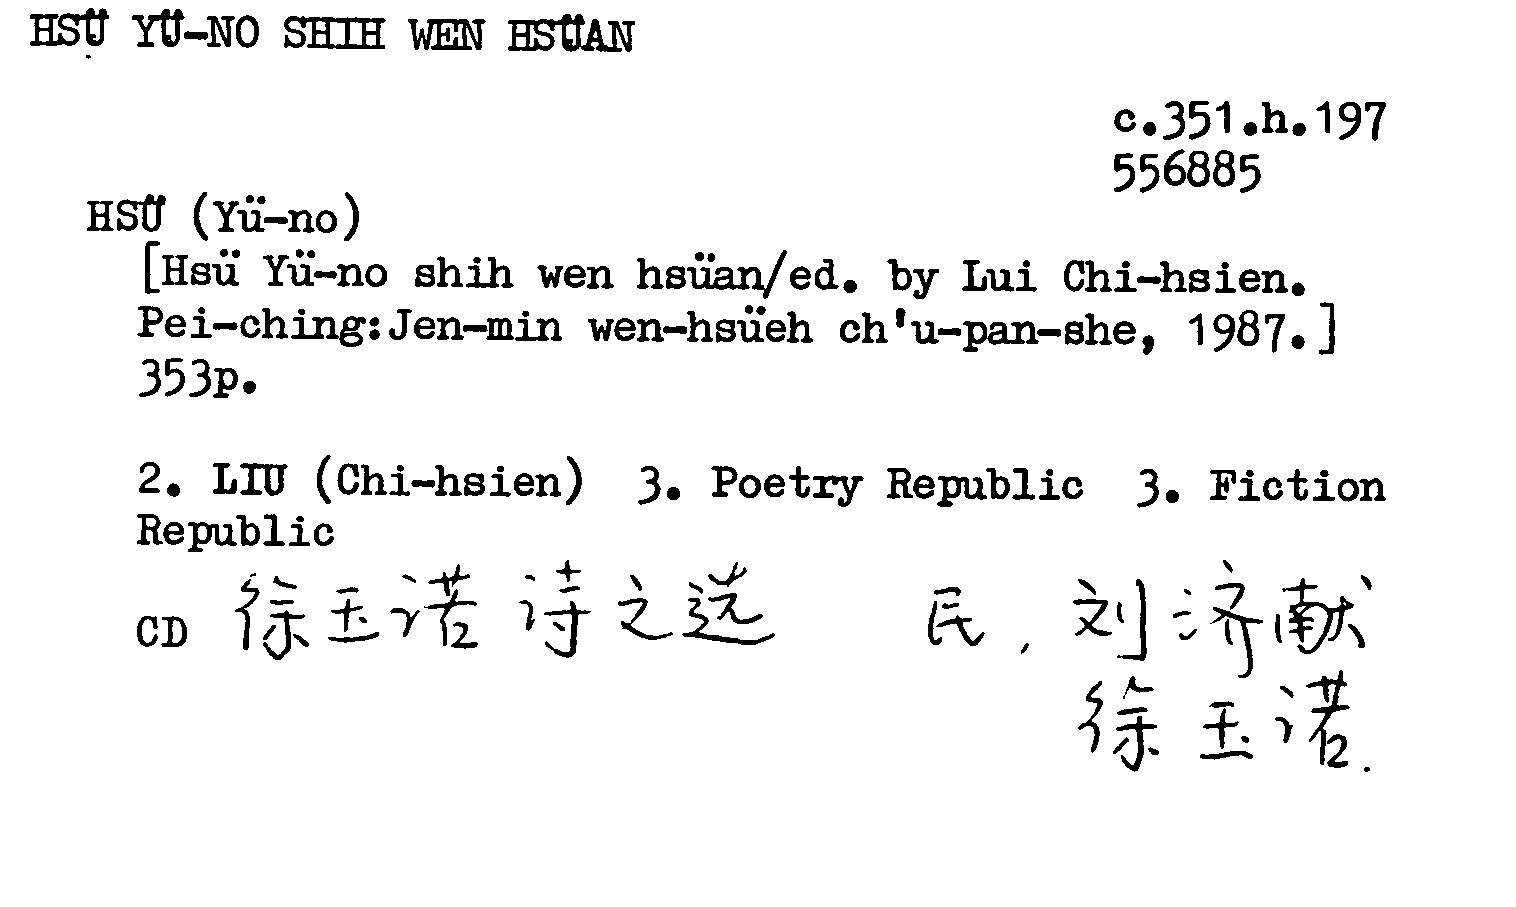 HSÜ YÜ-NO SHIH WEN HSÜAN
c.351.h.197
556885
HSÜ (Yü-no)
[Hsü Yü-no shih wen hsüan/ed. by Lui Chi-hsien.
Pei-ching:Jen-min wen-hsüeh ch'u-pan-she, 1987.]
353p.
2. LIU (Chi-hsien) 3. Poetry Republic 3. Fiction
Republic
CD 徐玉诺 诗文选 民, 刘济献
徐玉诺.